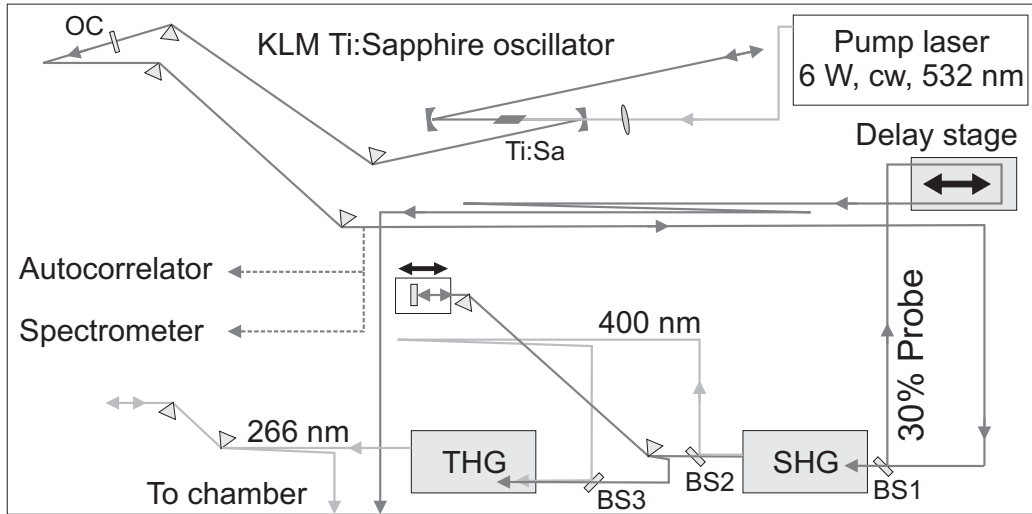 OC
KLM Ti:Sapphire oscillator
Pump laser
6 W, cw, 532 nm
Ti:Sa
Delay stage
Autocorrelator
Spectrometer
400 nm
30% Probe
266 nm
THG
SHG
BS2
BS1
BS3
To chamber